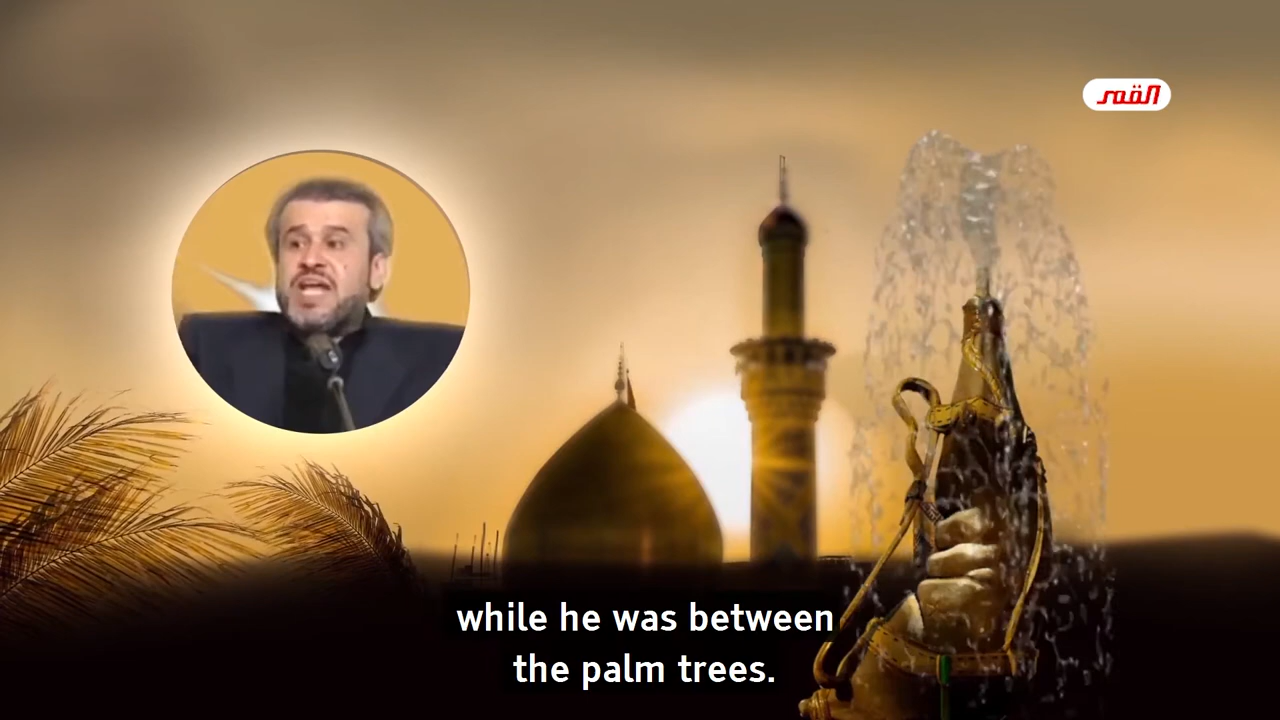 القمر
while he was between
the palm trees.